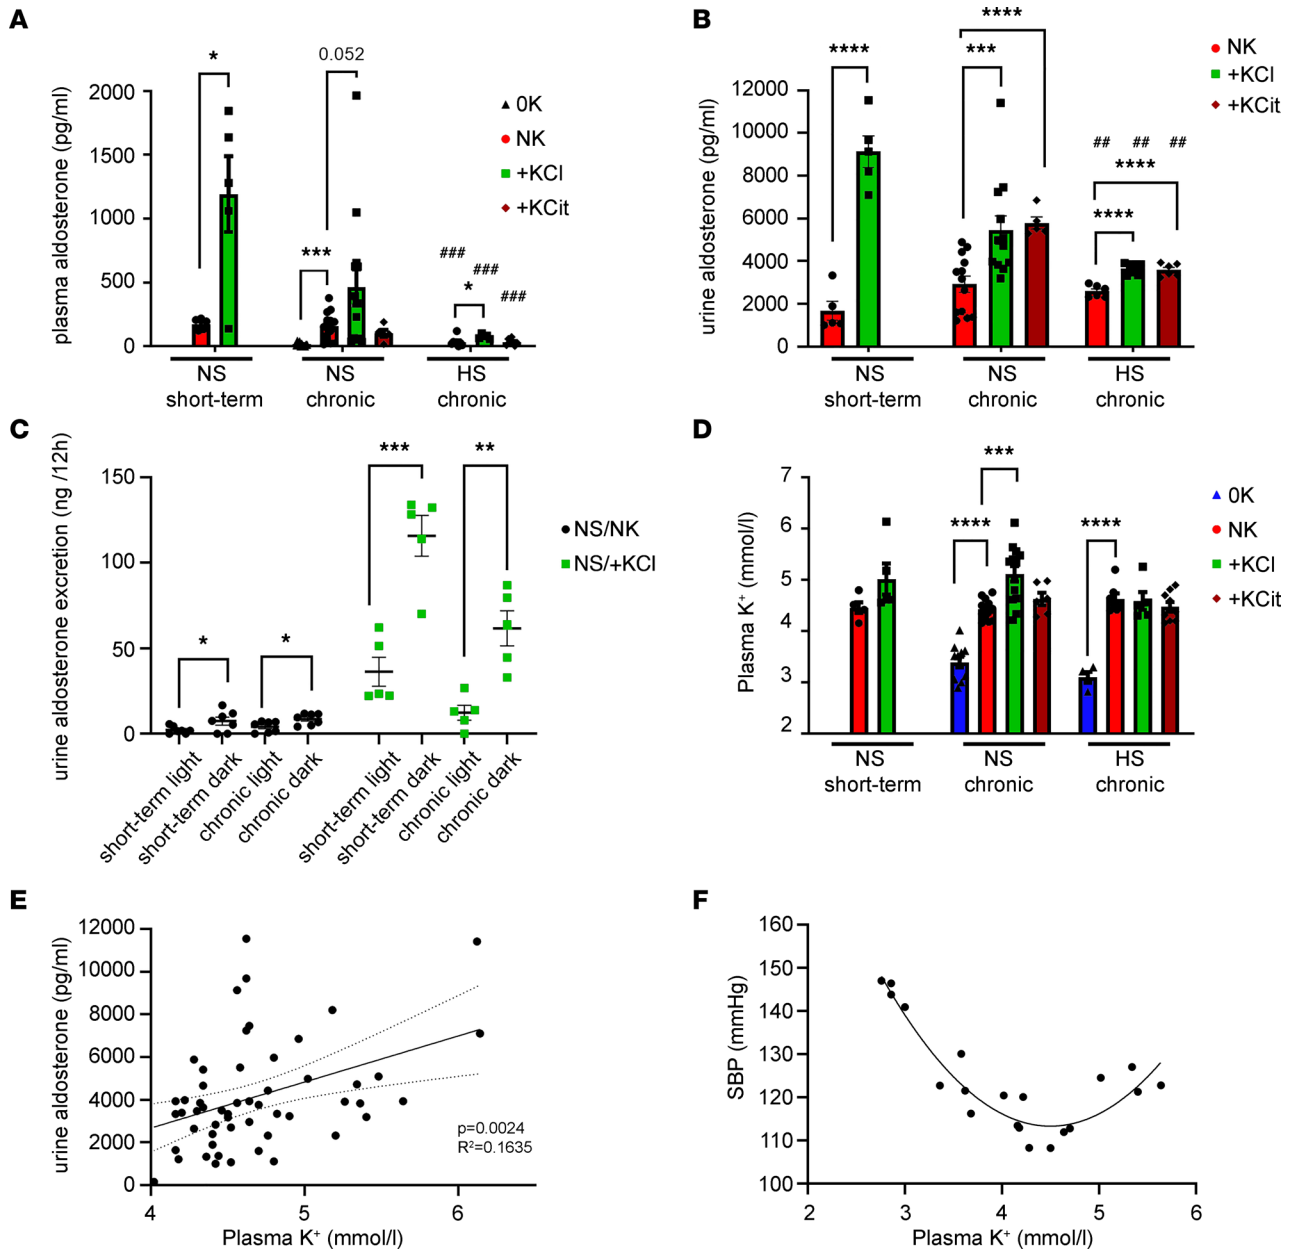 A
plasma aldosterone (pg/ml)
2000
1500
1000
500
0
*
0.052
***
###
*
###
###
0K
NK
+KCl
+KCit
NS
short-term
NS
chronic
HS
chronic
B
urine aldosterone (pg/ml)
12000
10000
8000
6000
4000
2000
0
****
****
***
##
##
##
****
****
NK
+KCl
+KCit
NS
short-term
NS
chronic
HS
chronic
C
urine aldosterone excretion (ng /12h)
150
100
50
0
*
*
***
**
NS/NK
NS/+KCl
short-term light
short-term dark
chronic light
chronic dark
short-term light
short-term dark
chronic light
chronic dark
D
Plasma K⁺ (mmol/l)
7
6
5
4
3
2
***
****
****
0K
NK
+KCl
+KCit
NS
short-term
NS
chronic
HS
chronic
E
urine aldosterone (pg/ml)
12000
10000
8000
6000
4000
2000
0
p=0.0024
R²=0.1635
4
5
6
Plasma K⁺ (mmol/l)
F
SBP (mmHg)
160
150
140
130
120
110
100
2
3
4
5
6
Plasma K⁺ (mmol/l)